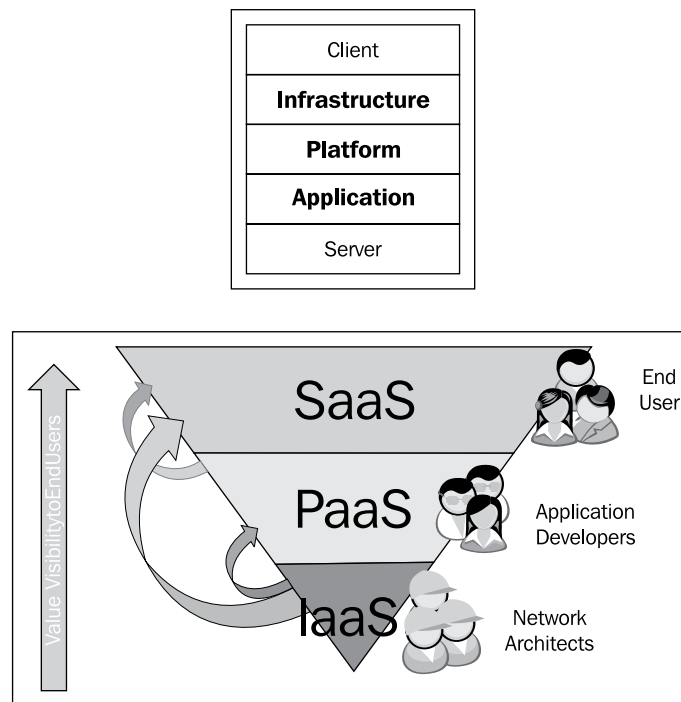 Client
Infrastructure
Platform
Application
Server
Value VisibilitytoEndUsers
SaaS
End
User
PaaS
Application
Developers
IaaS
Network
Architects